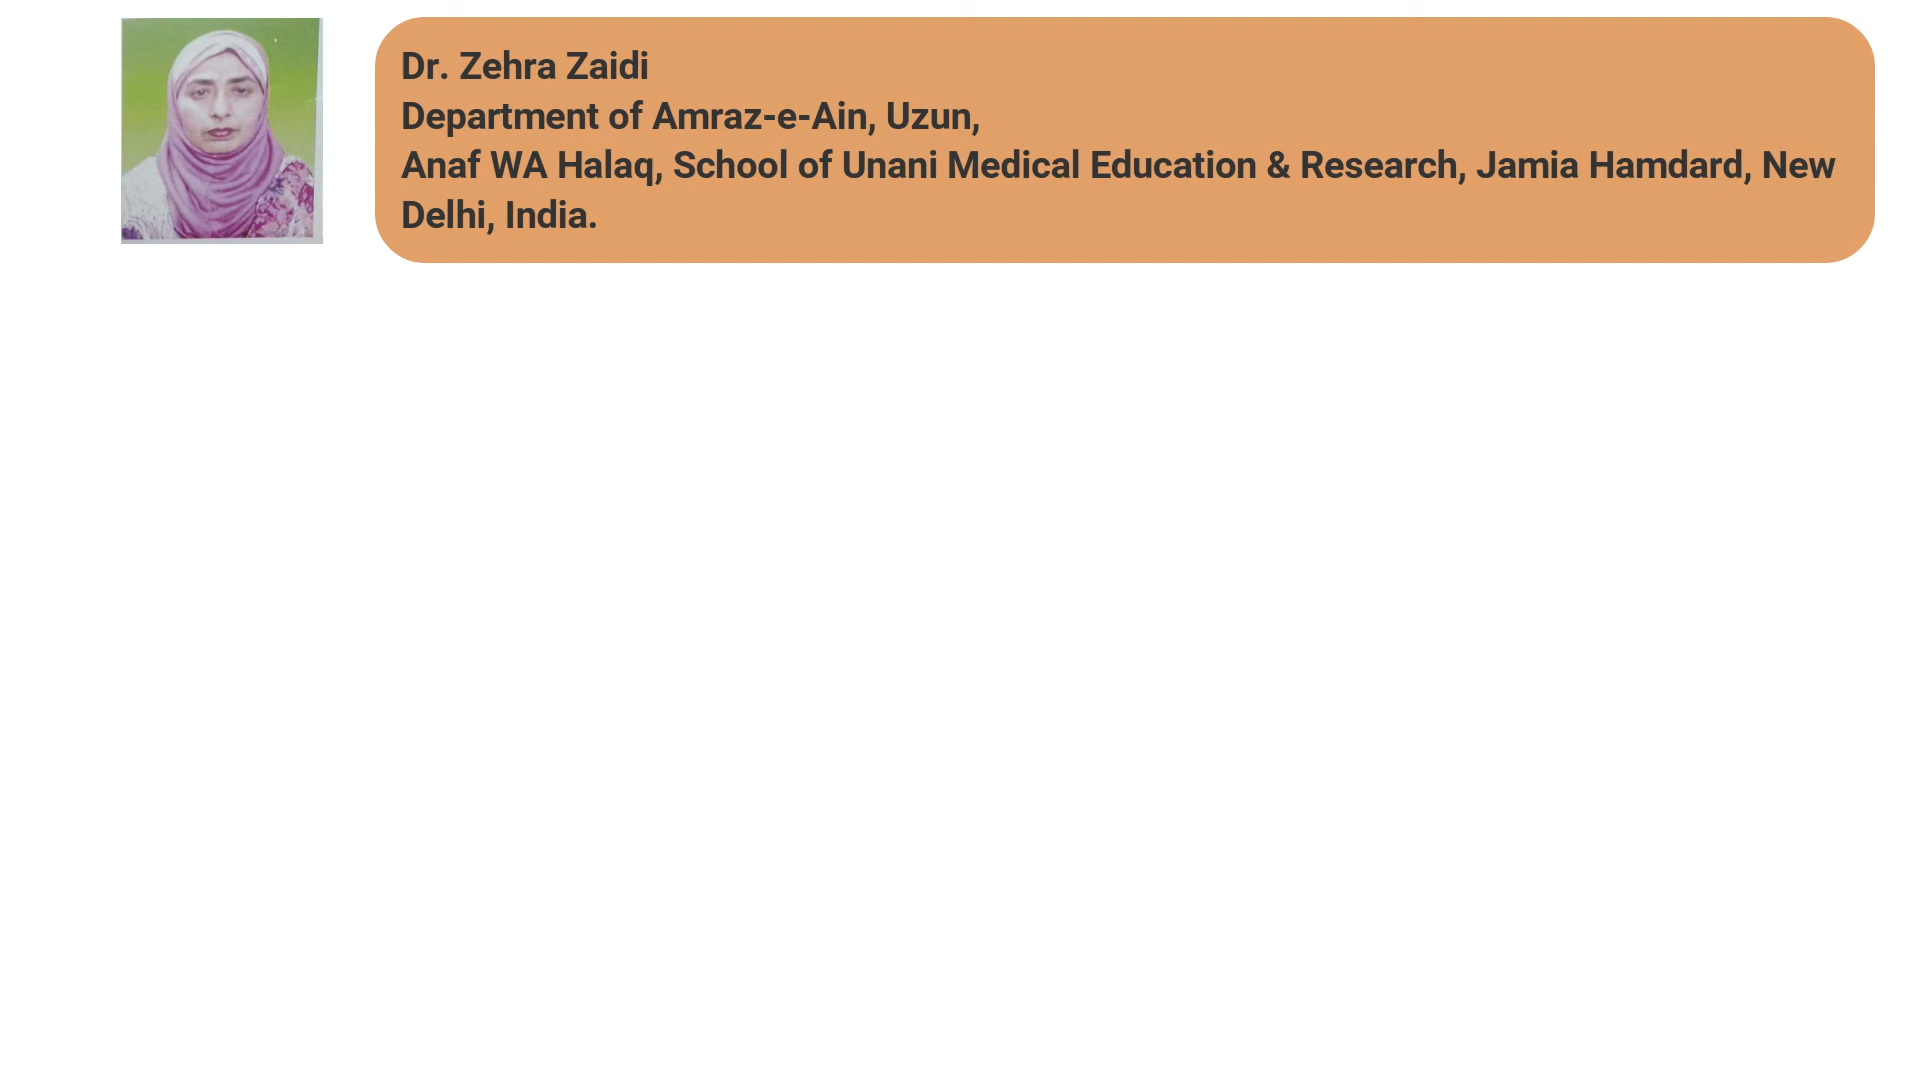 Dr. Zehra Zaidi
Department of Amraz-e-Ain, Uzun,
Anaf WA Halaq, School of Unani Medical Education & Research, Jamia Hamdard, New
Delhi, India.